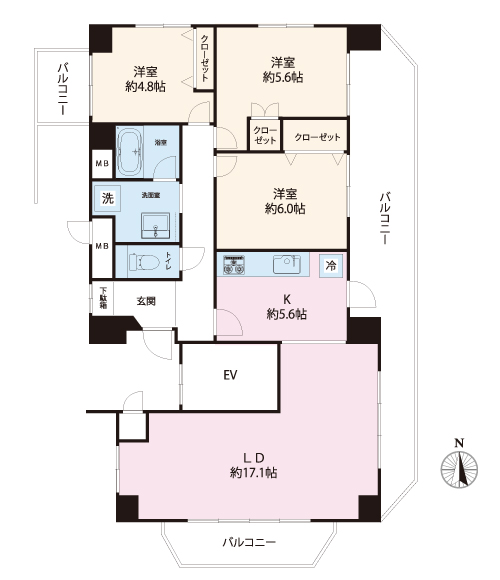 クローゼット
洋室
約4.8帖
洋室
約5.6帖
バルコニー
クロー
ゼット
クローゼット
浴室
MB
洋室
約6.0帖
洗
洗面室
バルコニー
MB
トイレ
冷
下駄箱
玄関
K
約5.6帖
EV
LD
約17.1帖
N
バルコニー